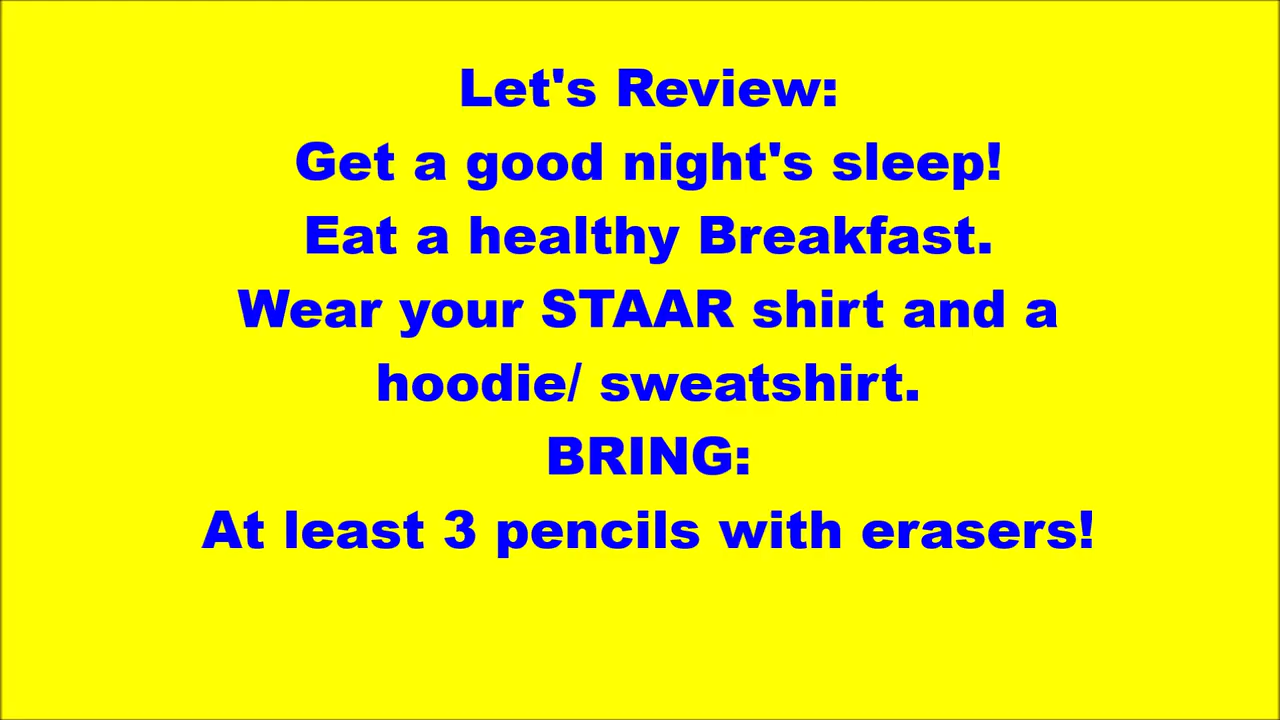 Let's Review:
Get a good night's sleep!
Eat a healthy Breakfast.
Wear your STAAR shirt and a
hoodie/ sweatshirt.
BRING:
At least 3 pencils with erasers!